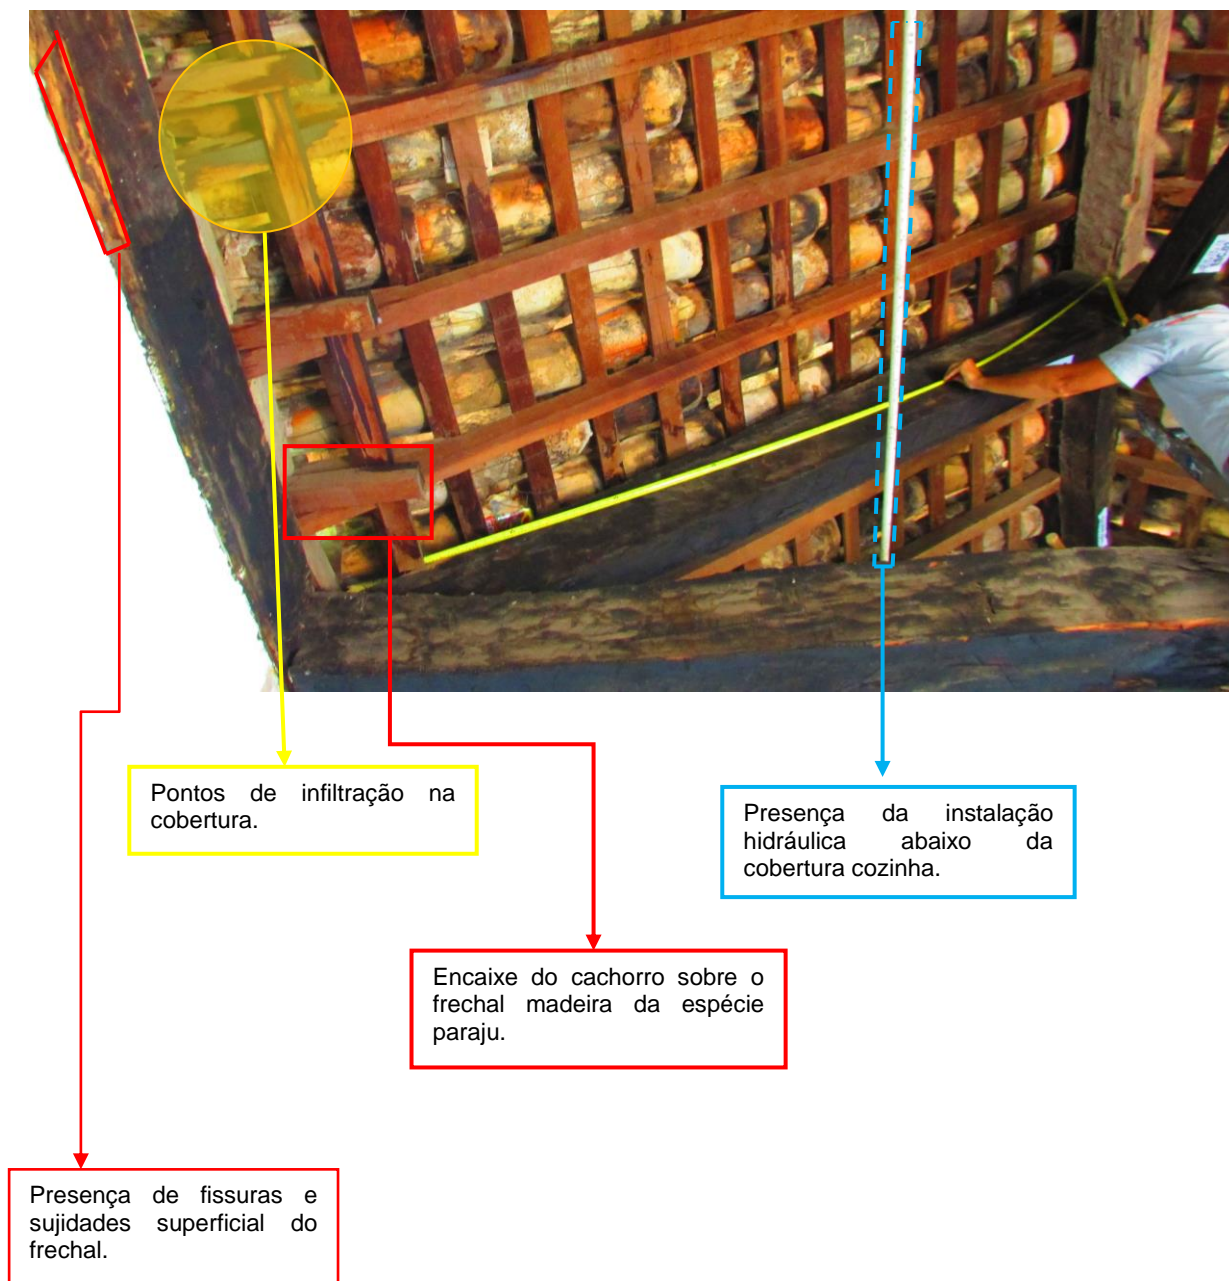 Pontos de infiltração na
cobertura.
Presença da instalação
hidráulica abaixo da
cobertura cozinha.
Encaixe do cachorro sobre o
frechal madeira da espécie
paraju.
Presença de fissuras e
sujidades superficial do
frechal.